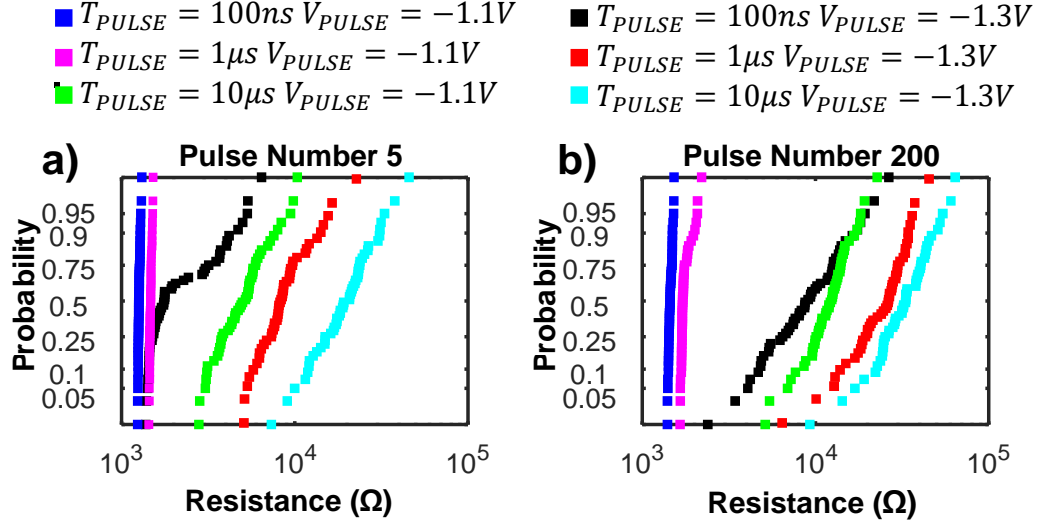 T_PULSE = 100ns V_PULSE = −1.1V
T_PULSE = 1μs V_PULSE = −1.1V
T_PULSE = 10μs V_PULSE = −1.1V
T_PULSE = 100ns V_PULSE = −1.3V
T_PULSE = 1μs V_PULSE = −1.3V
T_PULSE = 10μs V_PULSE = −1.3V
a)
Pulse Number 5
Probability
0.95
0.9
0.75
0.5
0.25
0.1
0.05
10^3
10^4
10^5
Resistance (Ω)
b)
Pulse Number 200
Probability
0.95
0.9
0.75
0.5
0.25
0.1
0.05
10^3
10^4
10^5
Resistance (Ω)